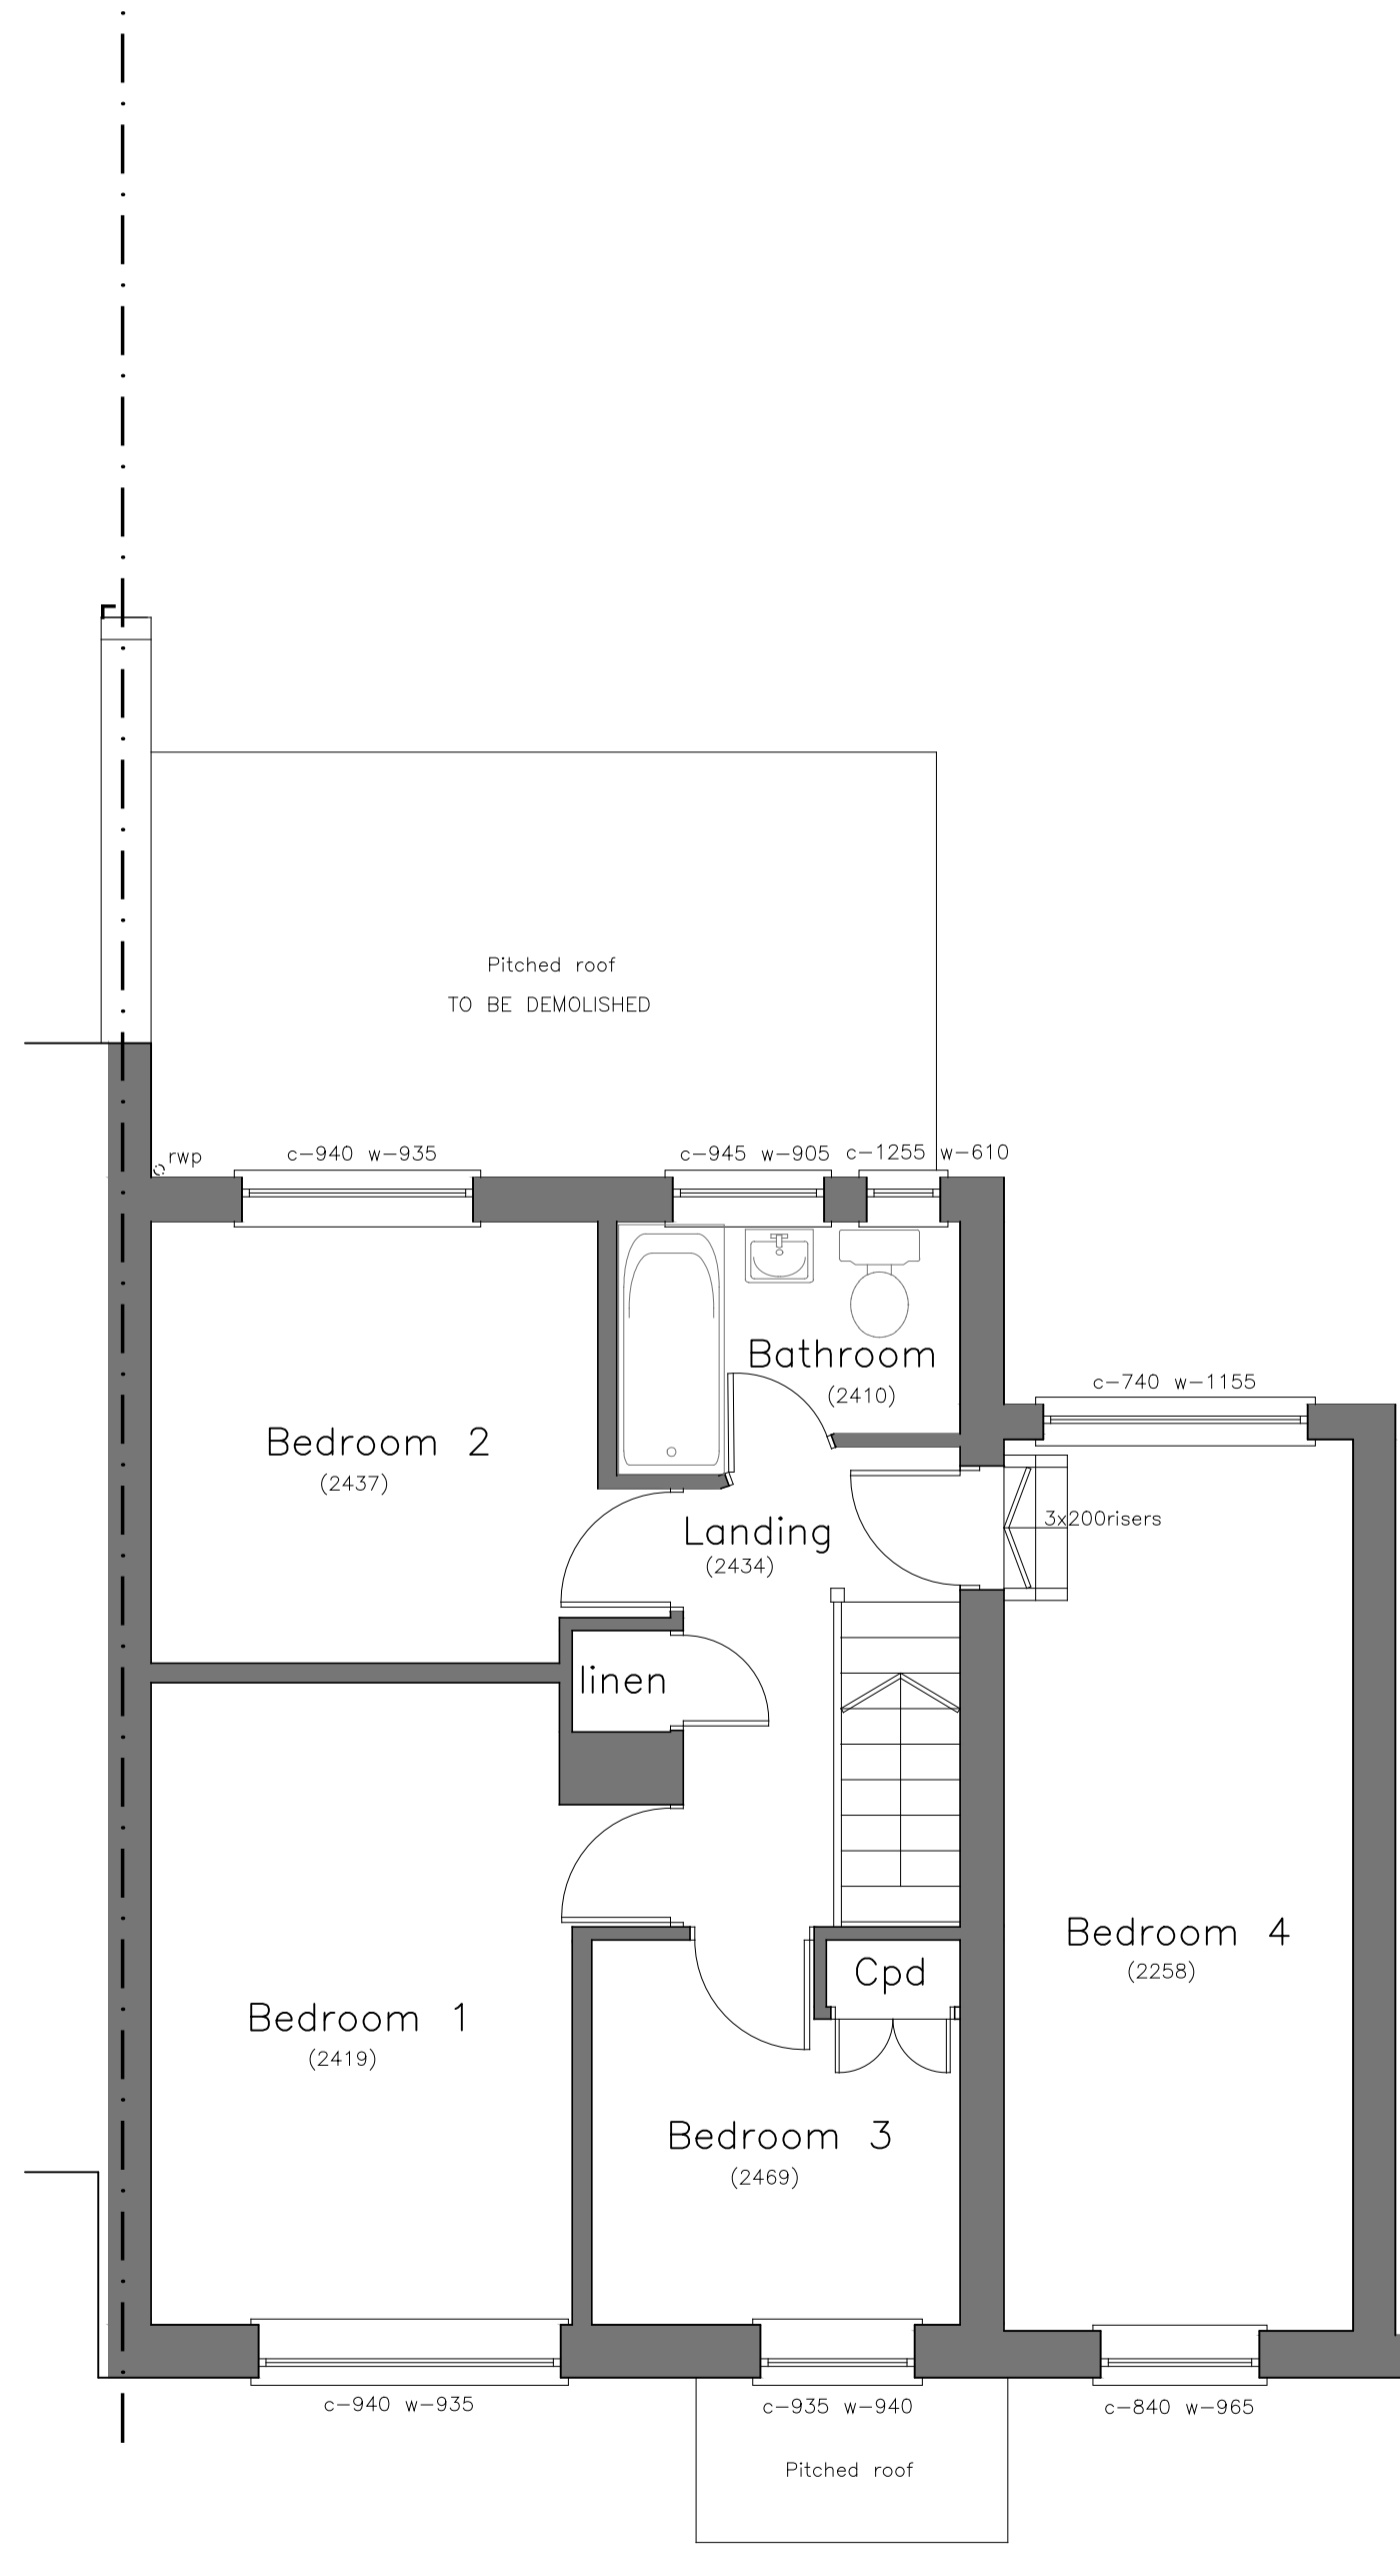 Pitched roof
TO BE DEMOLISHED
rwp
c-940 w-935
c-945 w-905
c-1255 w-610
Bathroom
(2410)
c-740 w-1155
Bedroom 2
(2437)
Landing
(2434)
3x200risers
linen
Bedroom 4
(2258)
Cpd
Bedroom 1
(2419)
Bedroom 3
(2469)
c-940 w-935
c-935 w-940
c-840 w-965
Pitched roof